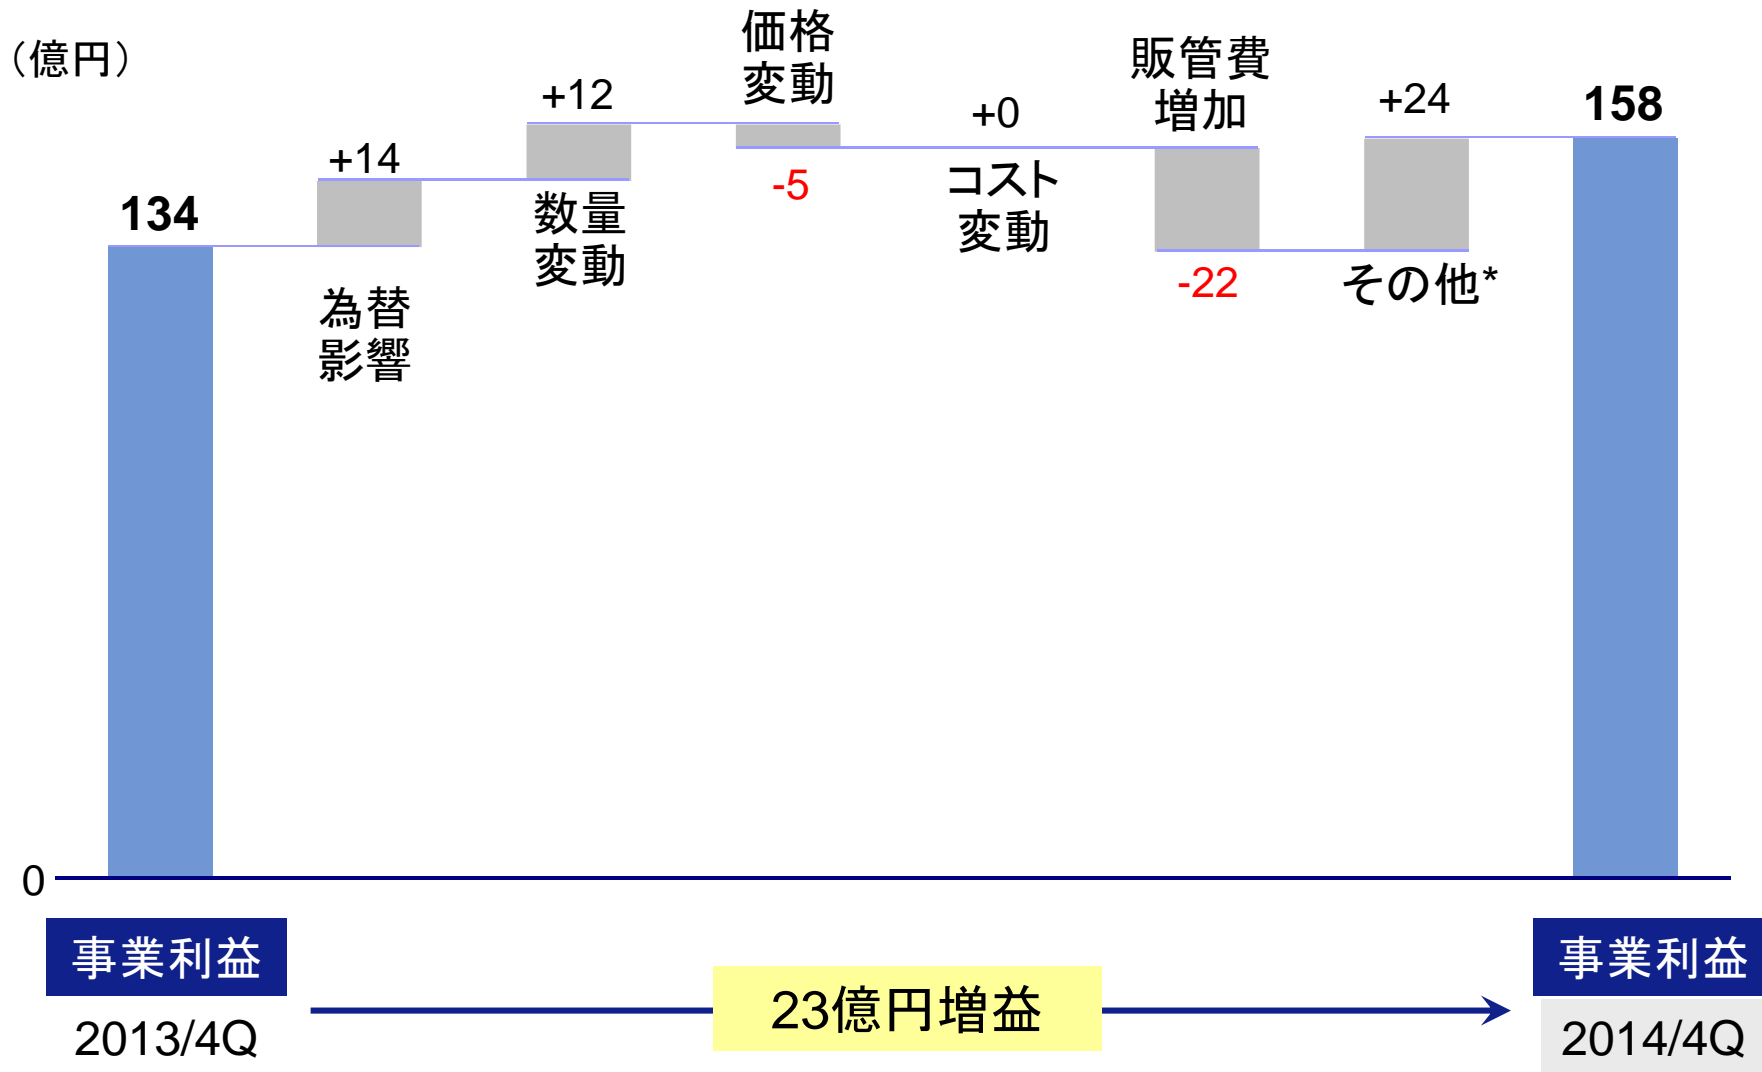 （億円）
134
+14
為替
影響
+12
数量
変動
価格
変動
-5
+0
コスト
変動
販管費
増加
-22
+24
その他*
158
0
事業利益
2013/4Q
23億円増益
事業利益
2014/4Q